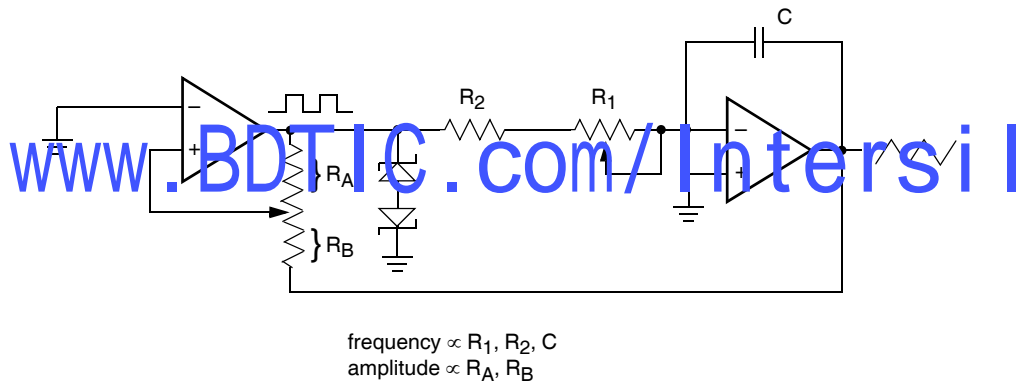 C
R2
R1
−
+
−
+
www.BDTIC.com/Intersil
} RA
} RB
frequency ∝ R1, R2, C
amplitude ∝ RA, RB